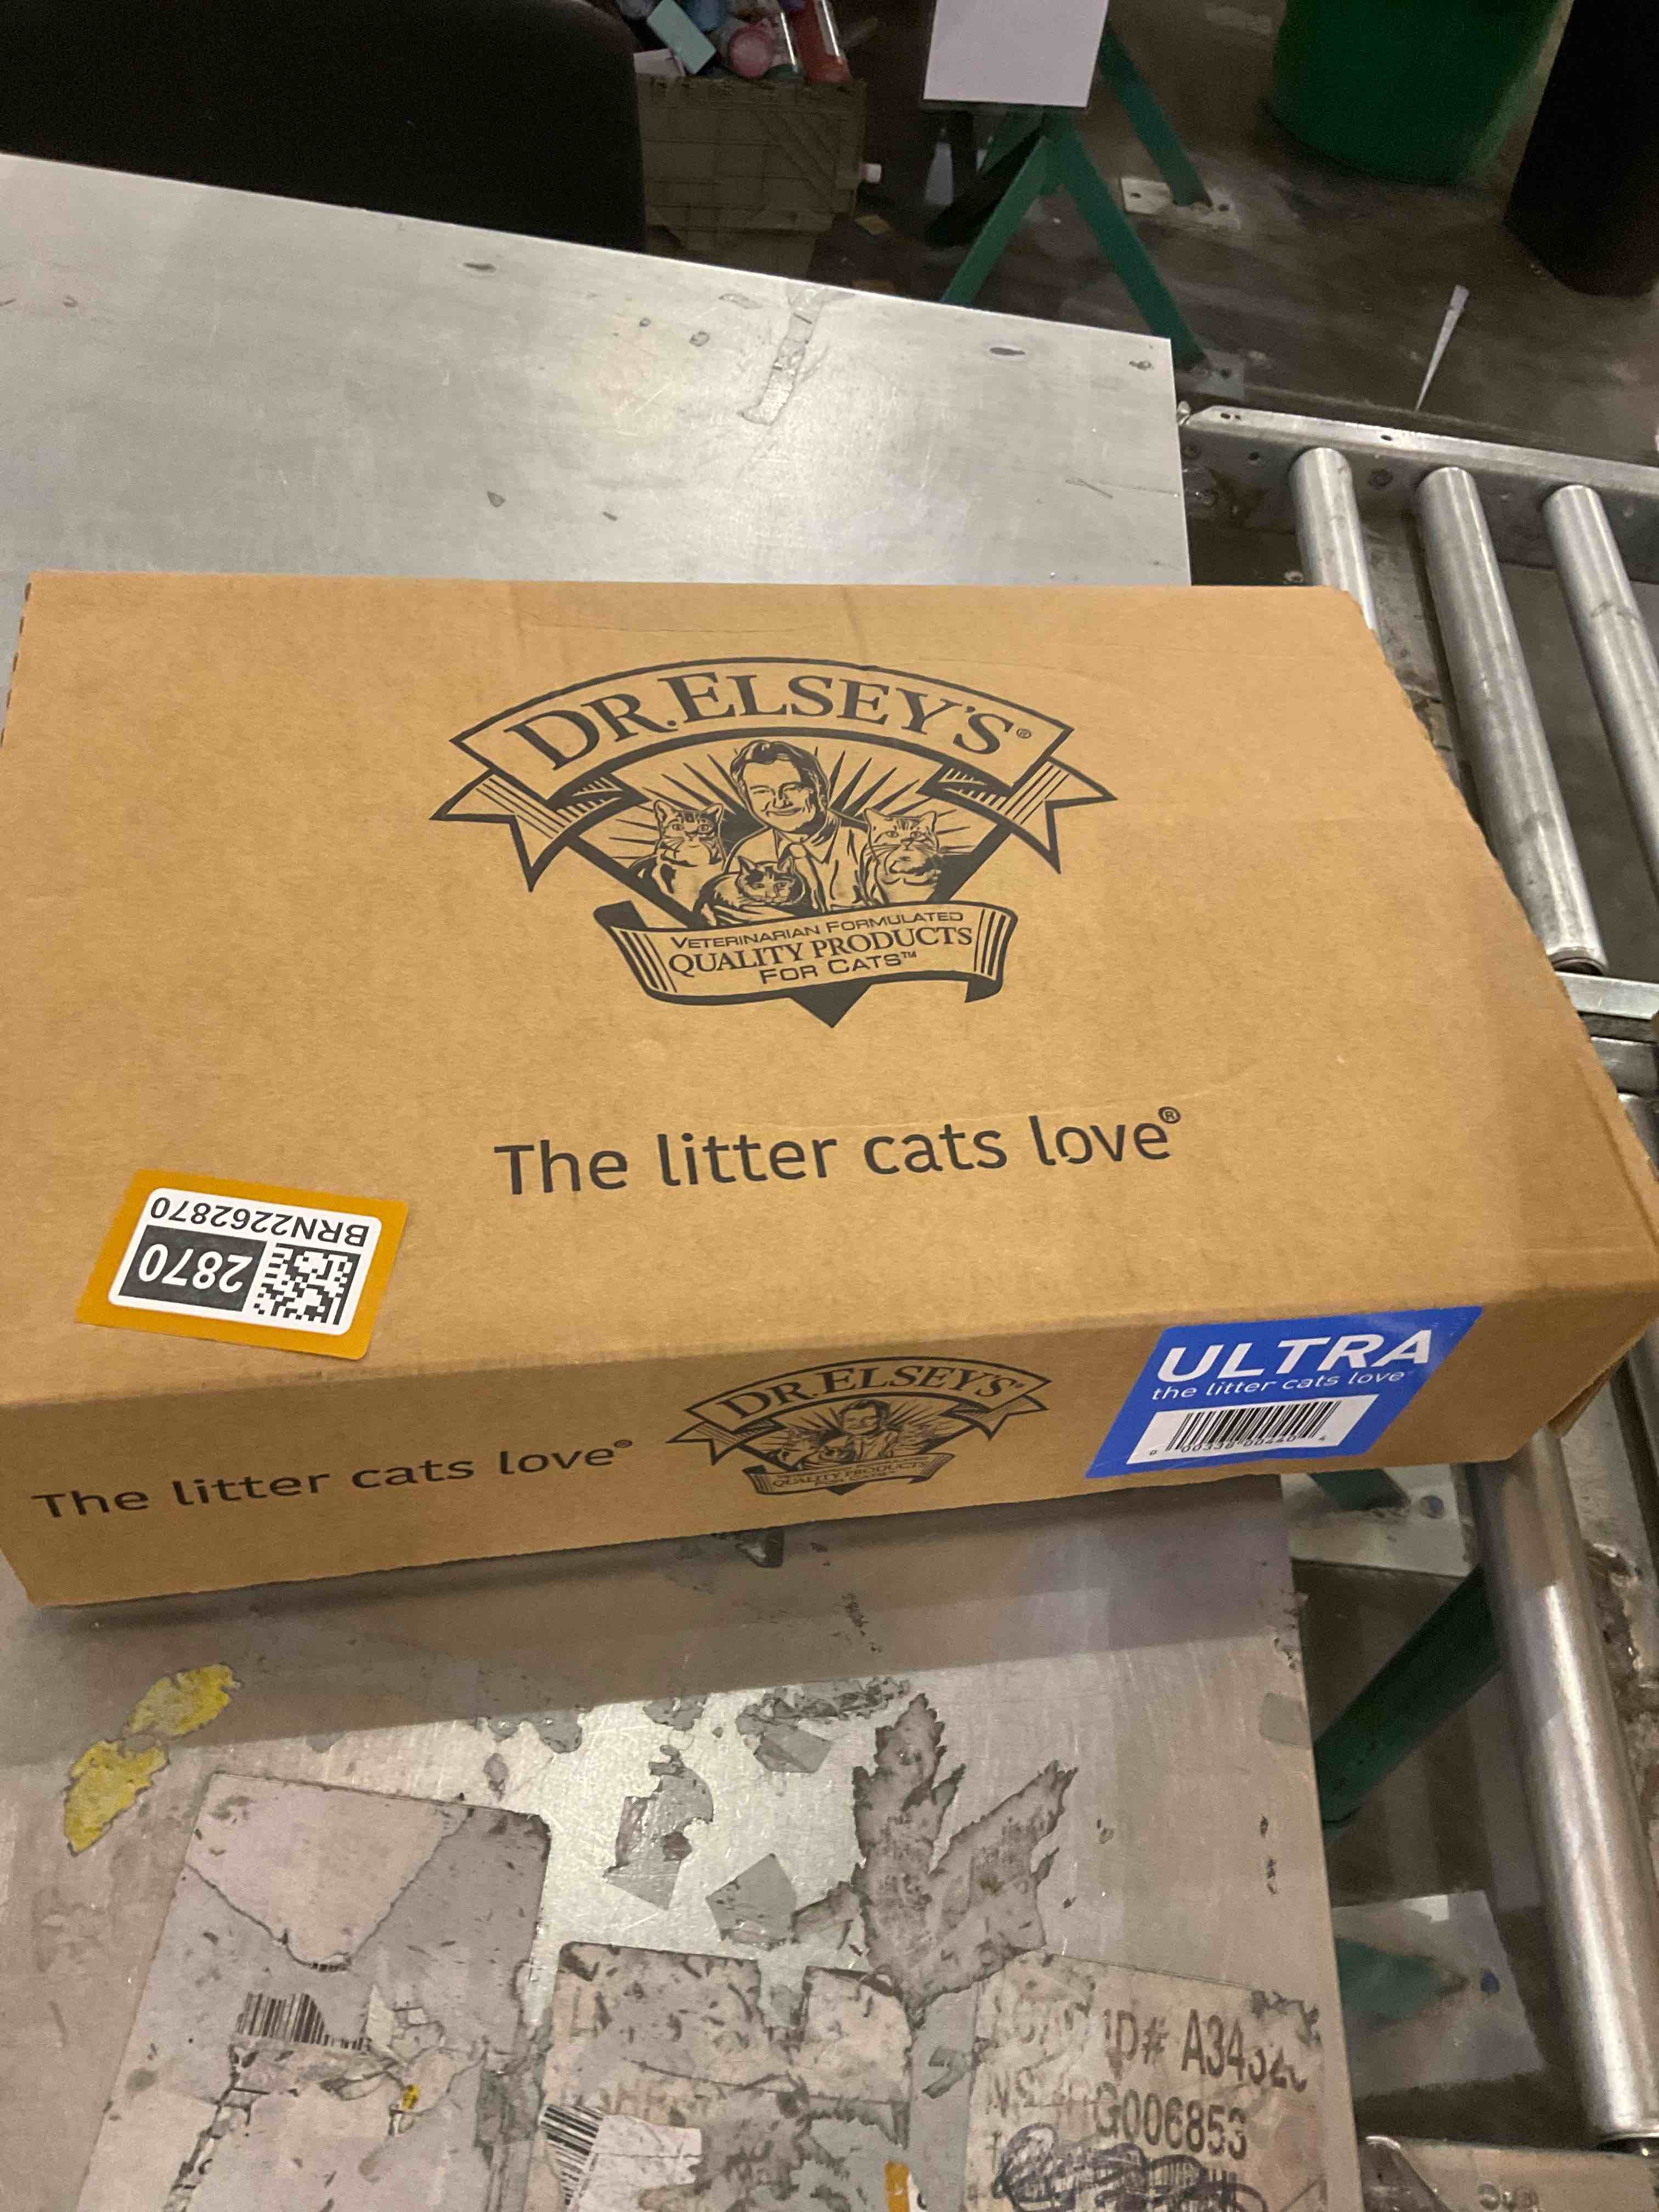 DR. ELSEY'S®
VETERINARIAN FORMULATED
QUALITY PRODUCTS
FOR CATS™
The litter cats love®
BRN2262870
2870
The litter cats love®
DR. ELSEY'S®
QUALITY PRODUCTS
ULTRA
the litter cats love
ID# A34
G006853